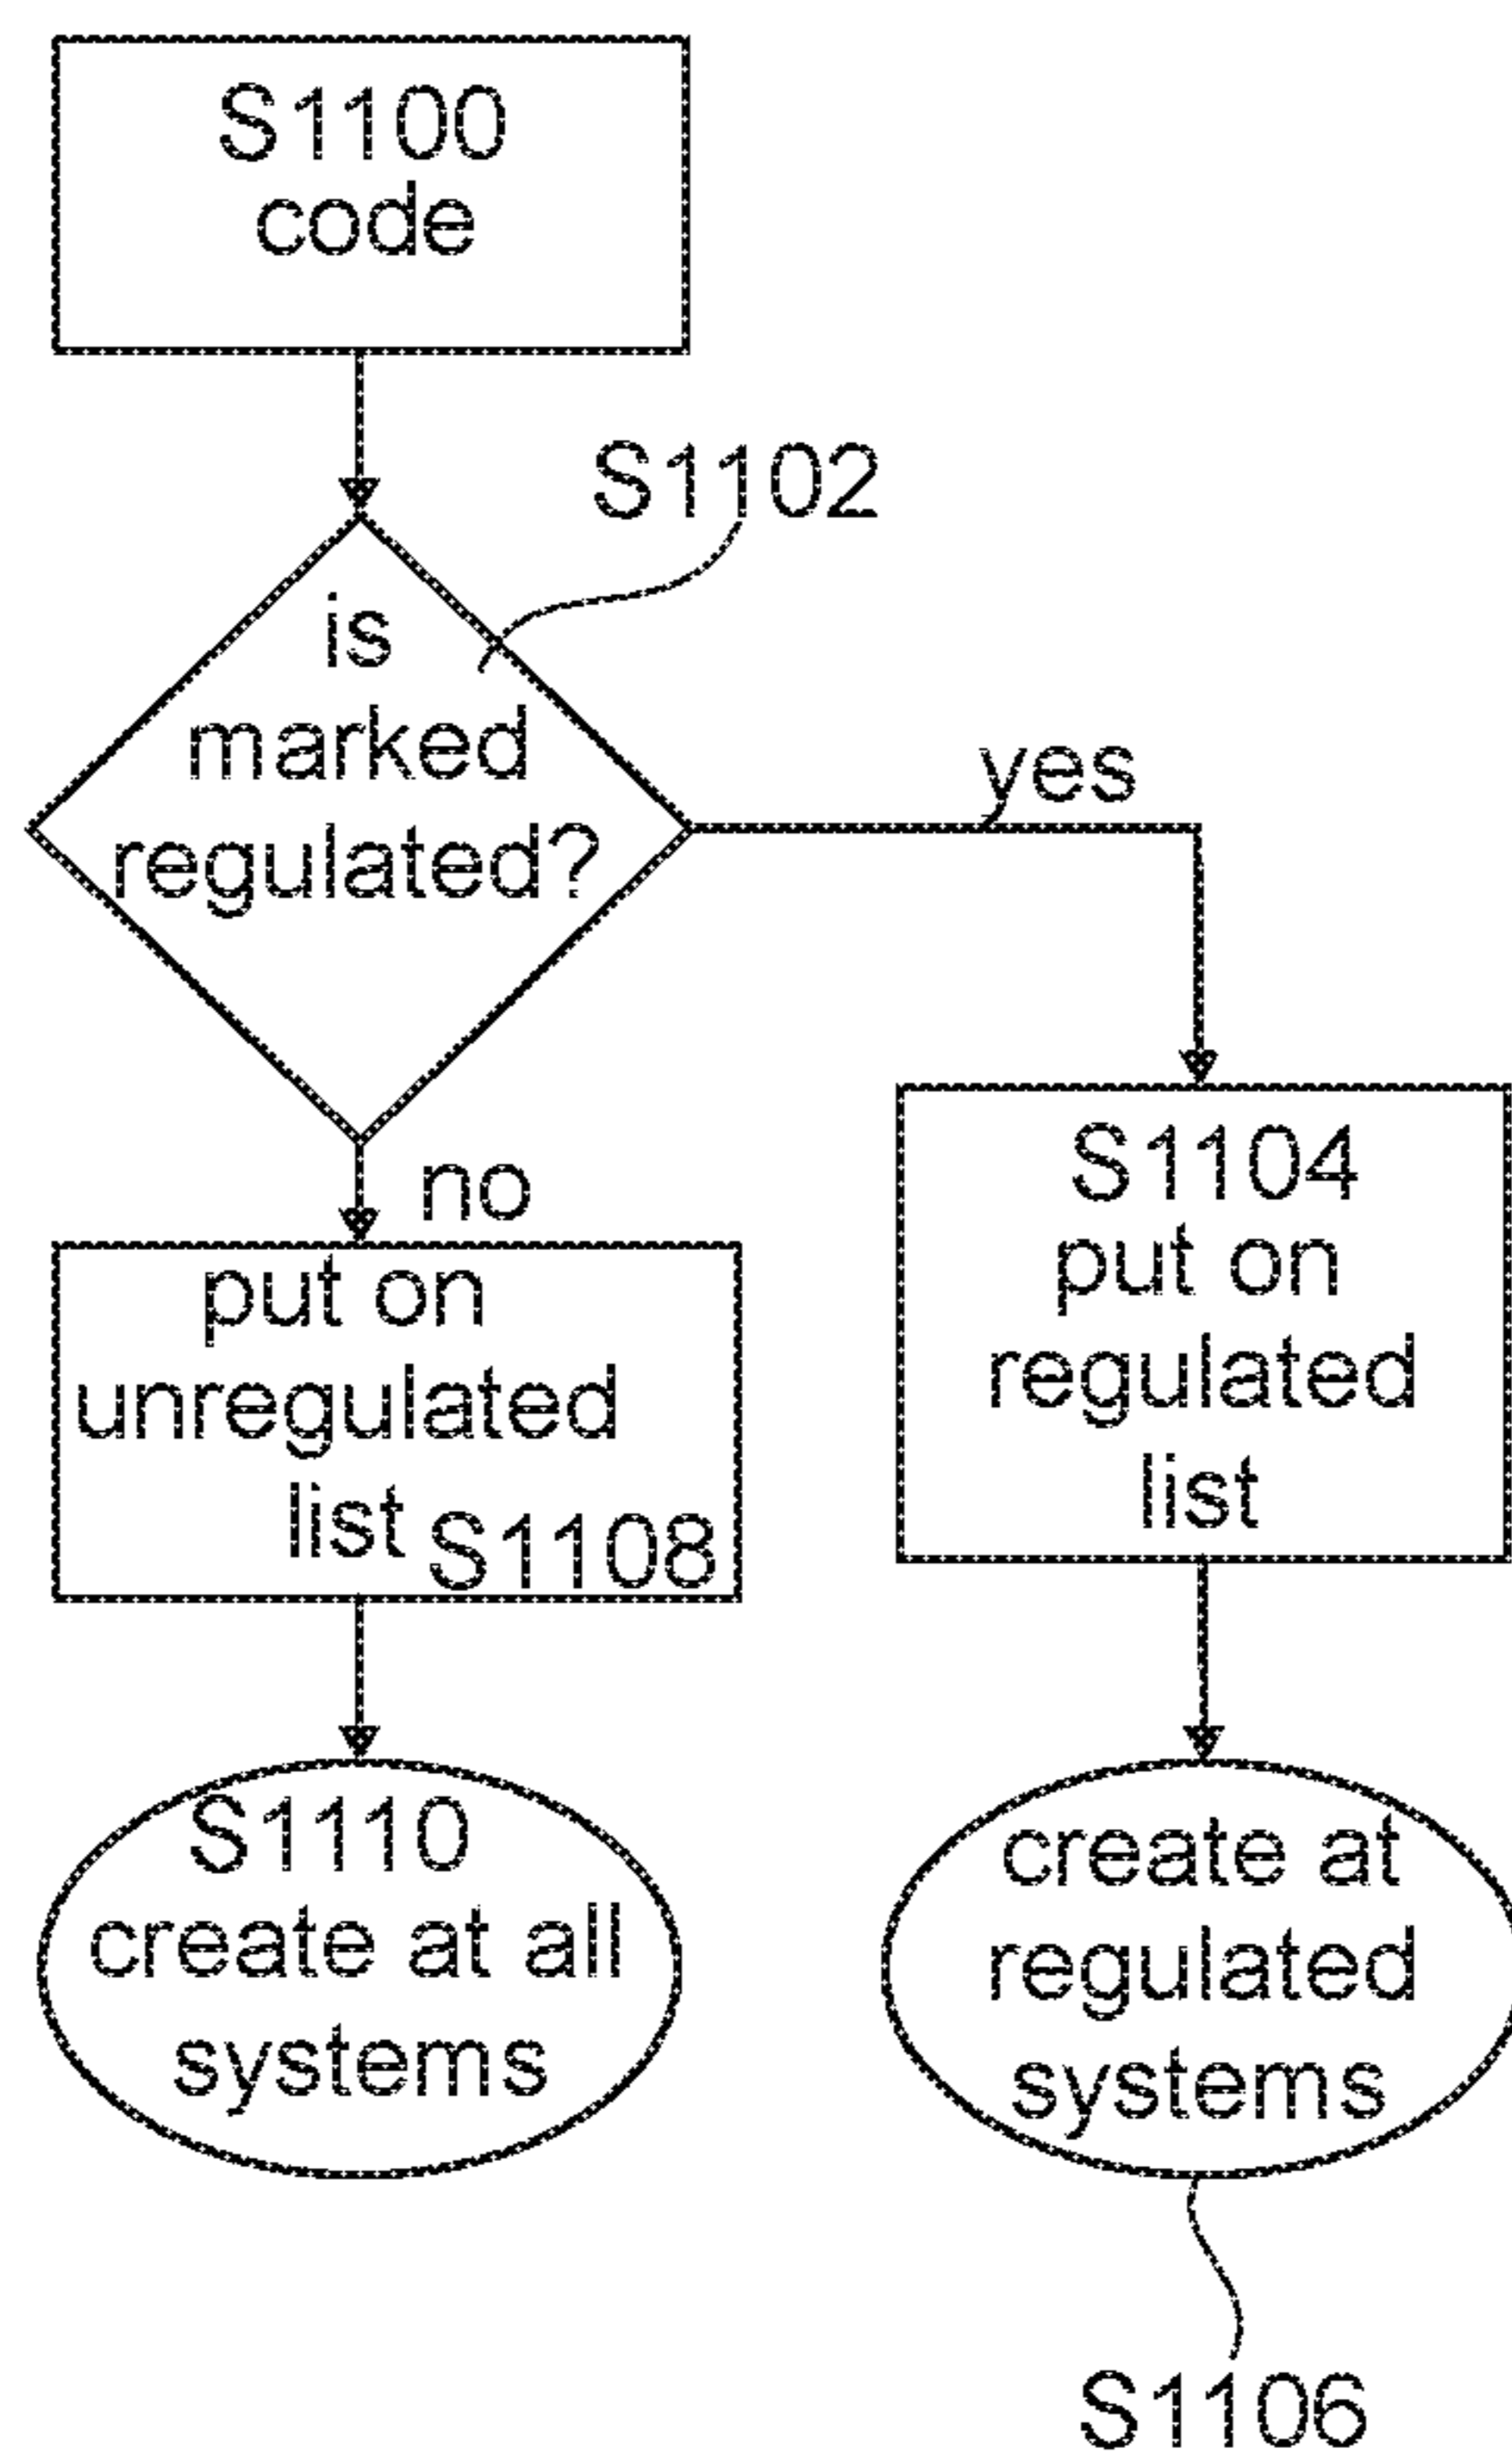 S1100
code
S1102
is
marked
regulated?
yes
no
put on
unregulated
list S1108
S1104
put on
regulated
list
S1110
create at all
systems
create at
regulated
systems
S1106